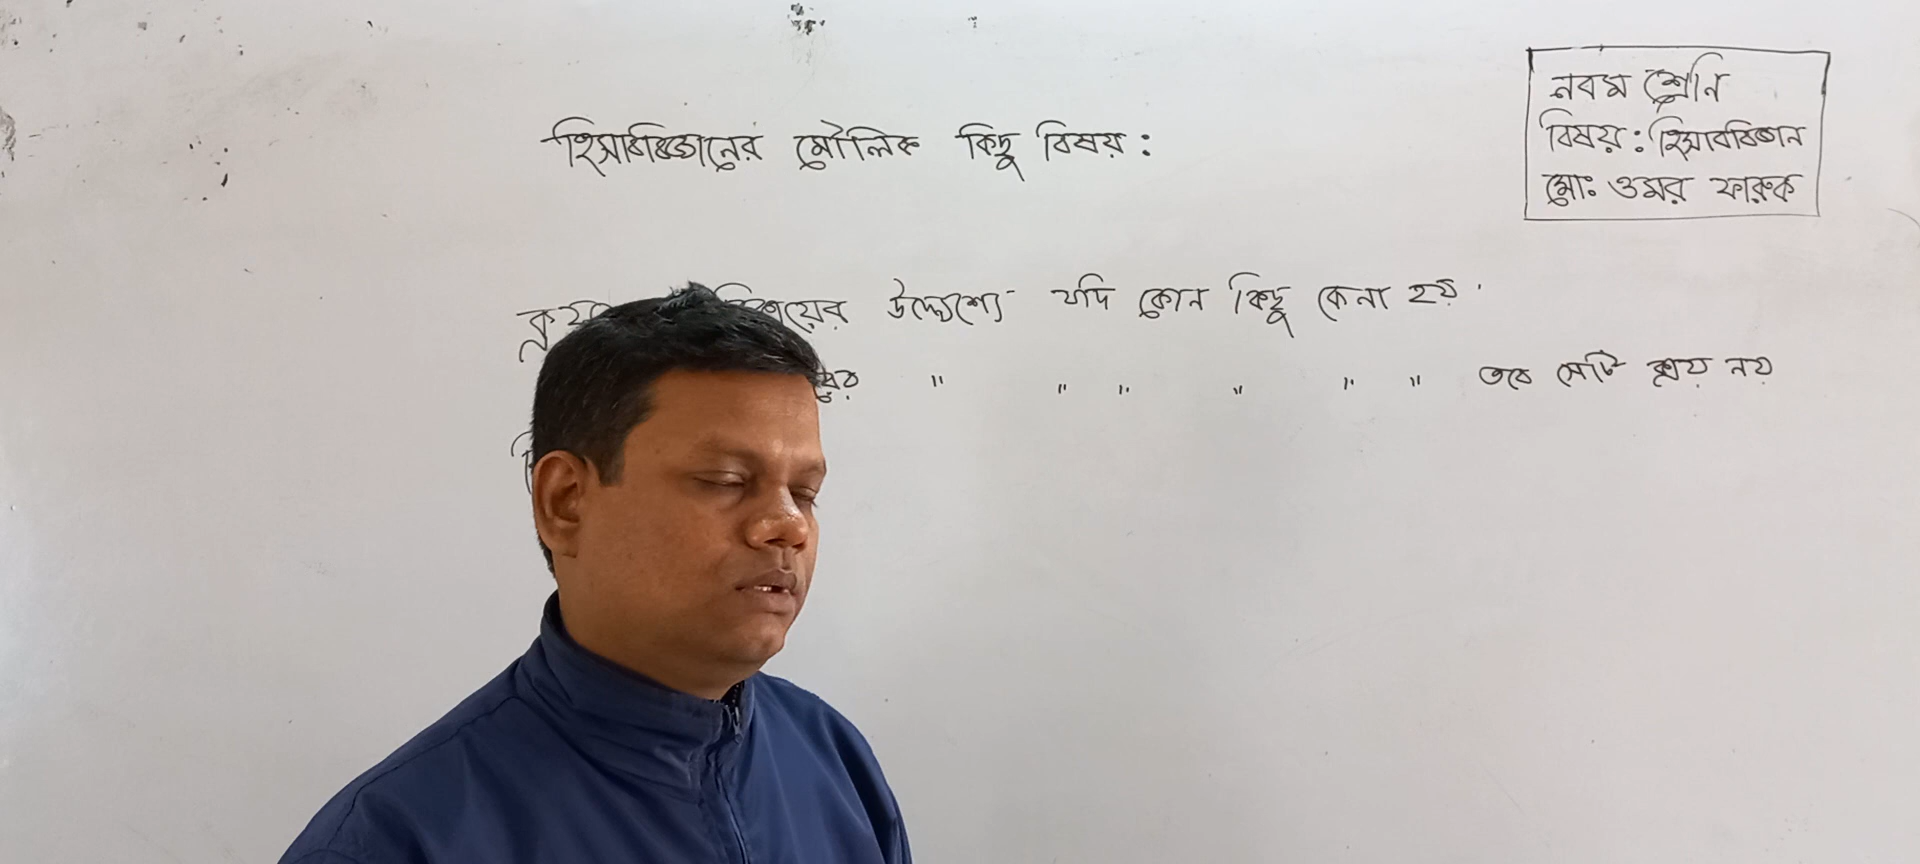 হিসাববিজ্ঞানের মৌলিক কিছু বিষয় :
নবম শ্রেনি
বিষয় : হিসাববিজ্ঞান
মোঃ ওমর ফারুক
উদ্দেশ্যে যদি কোন কিছু কেনা হয়
" " " " " " তবে সেটি ক্রয় নয়